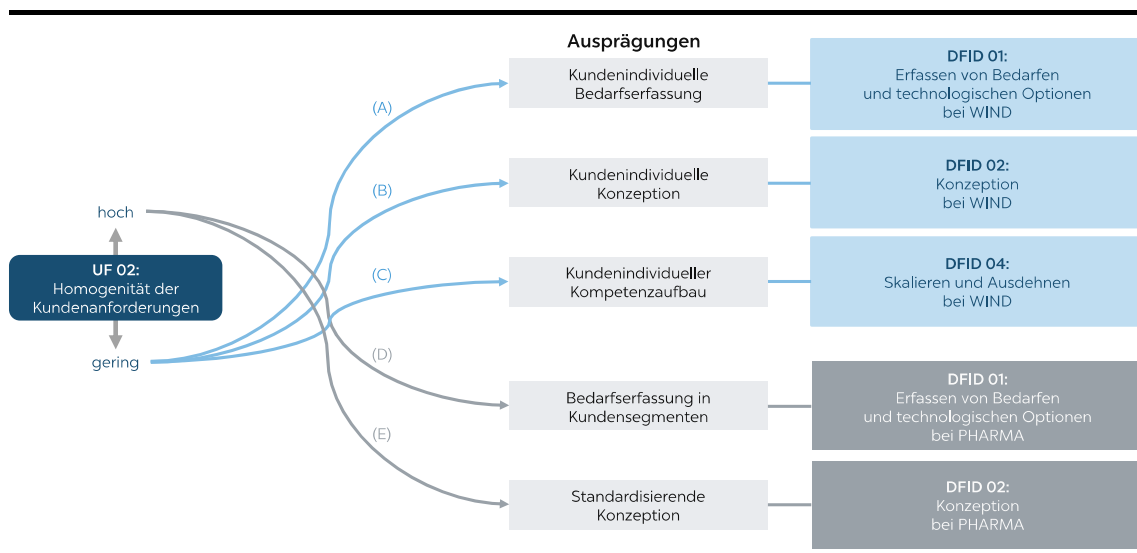 Ausprägungen
Kundenindividuelle
Bedarfserfassung
DFID 01:
Erfassen von Bedarfen
und technologischen Optionen
bei WIND
(A)
Kundenindividuelle
Konzeption
DFID 02:
Konzeption
bei WIND
(B)
hoch
UF 02:
Homogenität der
Kundenanforderungen
gering
(C)
Kundenindividueller
Kompetenzaufbau
DFID 04:
Skalieren und Ausdehnen
bei WIND
(D)
Bedarfserfassung in
Kundensegmenten
DFID 01:
Erfassen von Bedarfen
und technologischen Optionen
bei PHARMA
(E)
Standardisierende
Konzeption
DFID 02:
Konzeption
bei PHARMA